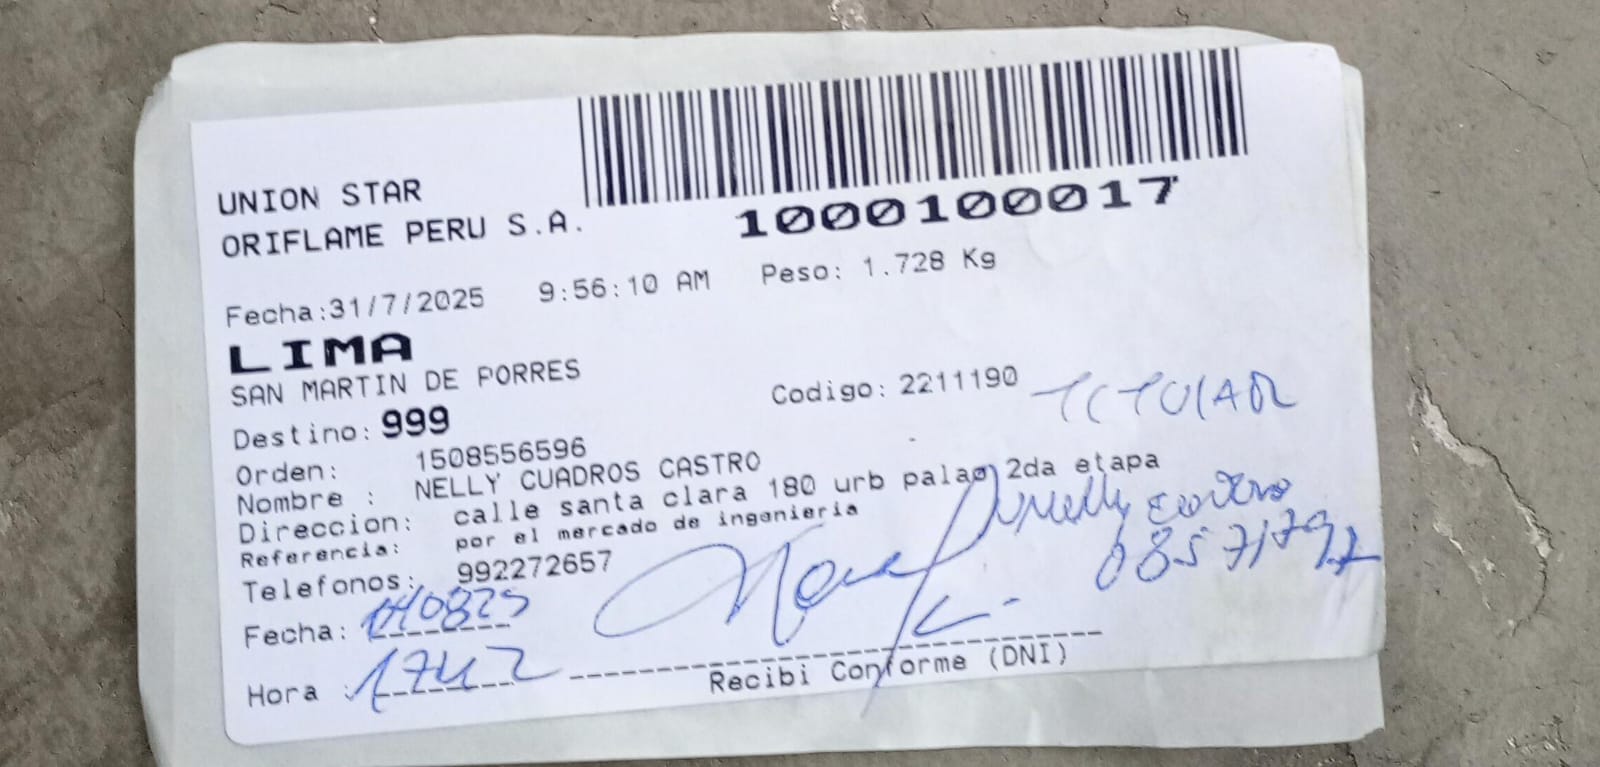 UNION STAR
ORIFLAME PERU S.A.
1000100017
Fecha:31/7/2025 9:56:10 AM Peso: 1.728 Kg
LIMA
SAN MARTIN DE PORRES
Codigo: 2211190 TITULAR
Destino: 999
Orden: 1508556596
Nombre : NELLY CUADROS CASTRO
Direccion: calle santa clara 180 urb palao 2da etapa
Referencia: por el mercado de ingenieria
Nelly
Telefonos: 992272657
Fecha:
Hora : 1742
Recibi Conforme (DNI)